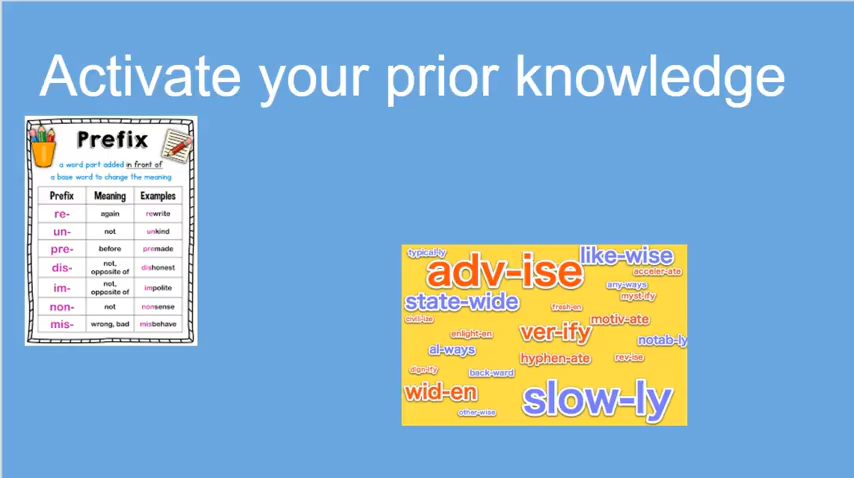 Activate your prior knowledge
Prefix
a word part added in front of
a base word to change the meaning
Prefix Meaning Examples
re- again rewrite
un- not unkind
pre- before premade
dis- not, opposite of dishonest
im- not, opposite of impolite
non- not nonsense
mis- wrong, bad misbehave
typical-ly
like-wise
adv-ise
acceler-ate
any-ways
state-wide
myst-ify
fresh-en
civil-ize
motiv-ate
enlight-en
ver-ify
notab-ly
al-ways
hyphen-ate
rev-ise
dign-ify
back-ward
wid-en
slow-ly
other-wise